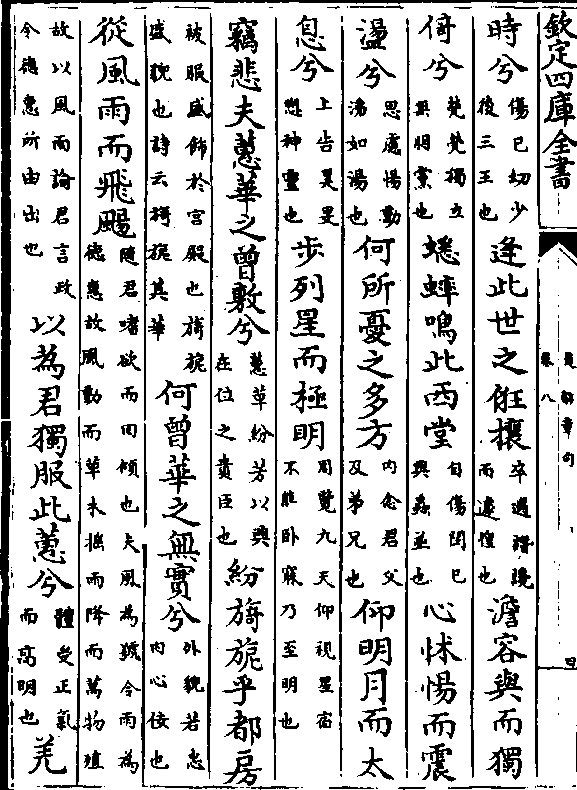 欽定四庫全書
楚辭章句
卷八
四
時兮傷已幼少後三王也逢此世之俇攘卒遇譖讒而遽惶也澹容與而獨
倚兮煢煢獨立無朋黨也蟋蟀鳴此西堂自傷閔已與蟲並也心怵惕而震
盪兮思慮惕動沸如湯也何所憂之多方內念君父及弟兄也仰明月而太
息兮上告昊旻愬神靈也步列星而極明周覽九天仰視星宿不能卧寐乃至明也
竊悲夫蕙華之曾敷兮蕙草紛芳以興在位之貴臣也紛旖旎乎都房
被服盛飾於宮殿也旖旎盛貌也詩云旖旎其華何曾華之無實兮外貌若忠內心佞也
從風雨而飛颺隨君嗜欲而回傾也夫風為號令雨為德惠故風動而草木搖雨降而萬物殖
故以風雨論君言政令德惠所由出也以為君獨服此蕙兮體受正氣而高明也羌